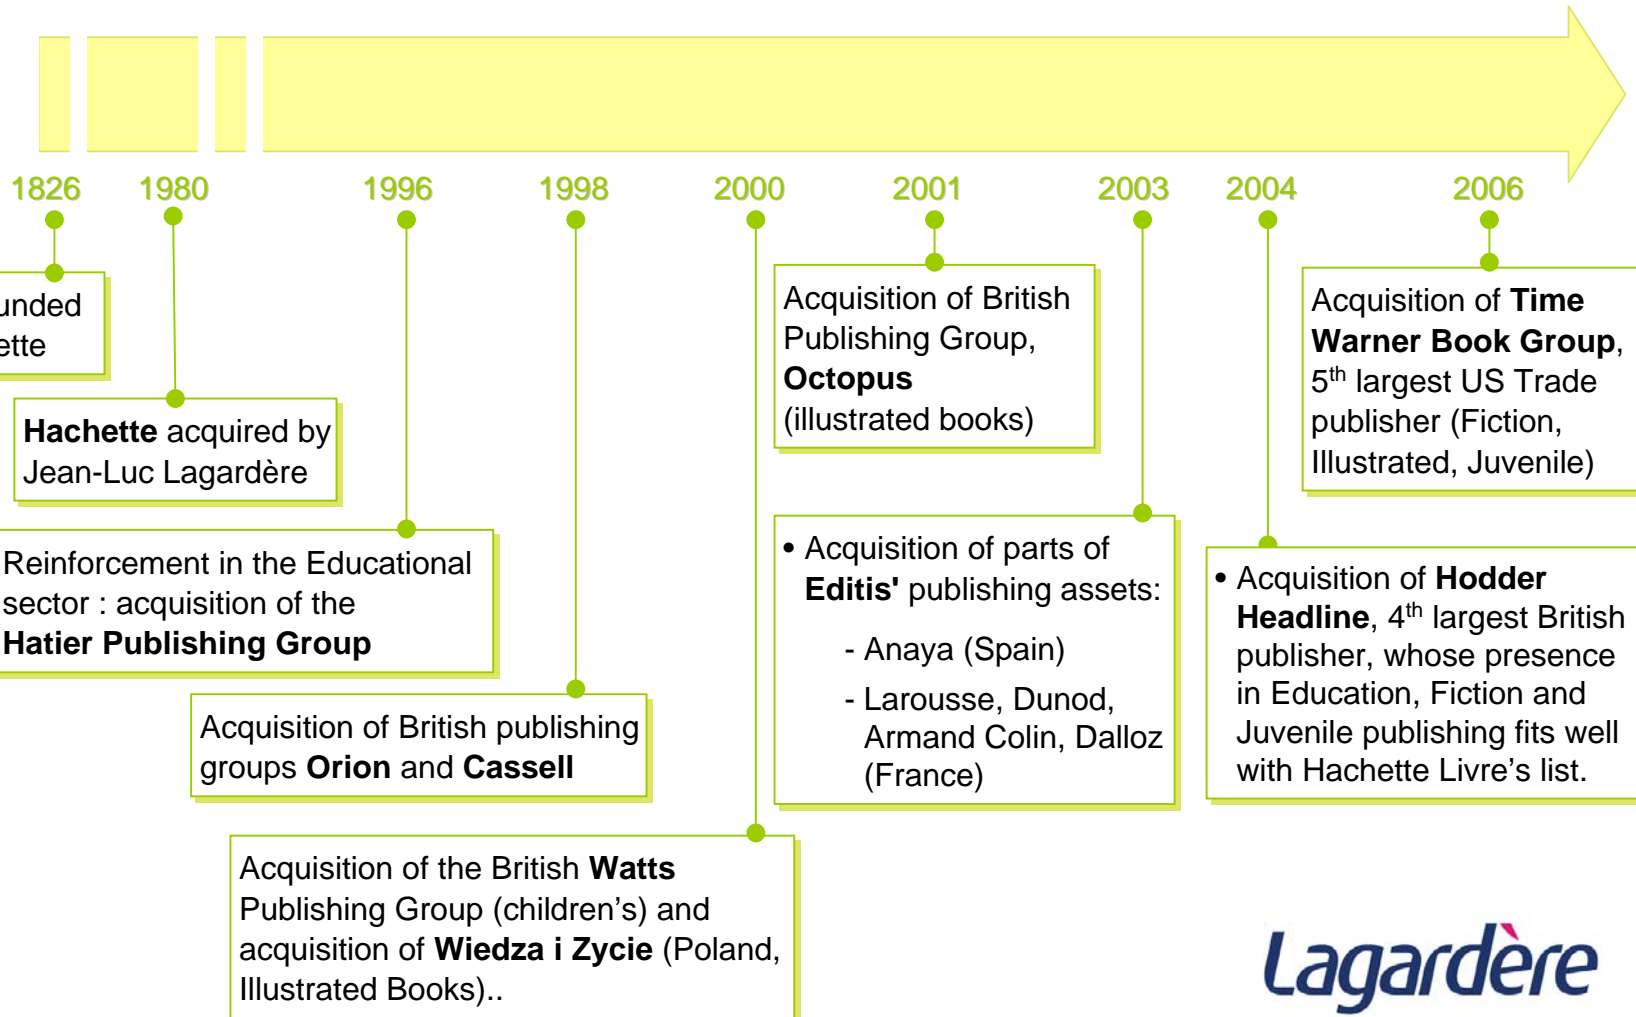 1826 1980 1996 1998 2000 2001 2003 2004 2006
unded
ette
Hachette acquired by
Jean-Luc Lagardère
Reinforcement in the Educational
sector : acquisition of the
Hatier Publishing Group
Acquisition of British publishing
groups Orion and Cassell
Acquisition of the British Watts
Publishing Group (children's) and
acquisition of Wiedza i Zycie (Poland,
Illustrated Books)..
Acquisition of British
Publishing Group,
Octopus
(illustrated books)
• Acquisition of parts of
Editis' publishing assets:
- Anaya (Spain)
- Larousse, Dunod,
Armand Colin, Dalloz
(France)
• Acquisition of Hodder
Headline, 4th largest British
publisher, whose presence
in Education, Fiction and
Juvenile publishing fits well
with Hachette Livre’s list.
Acquisition of Time
Warner Book Group,
5th largest US Trade
publisher (Fiction,
Illustrated, Juvenile)
Lagardère